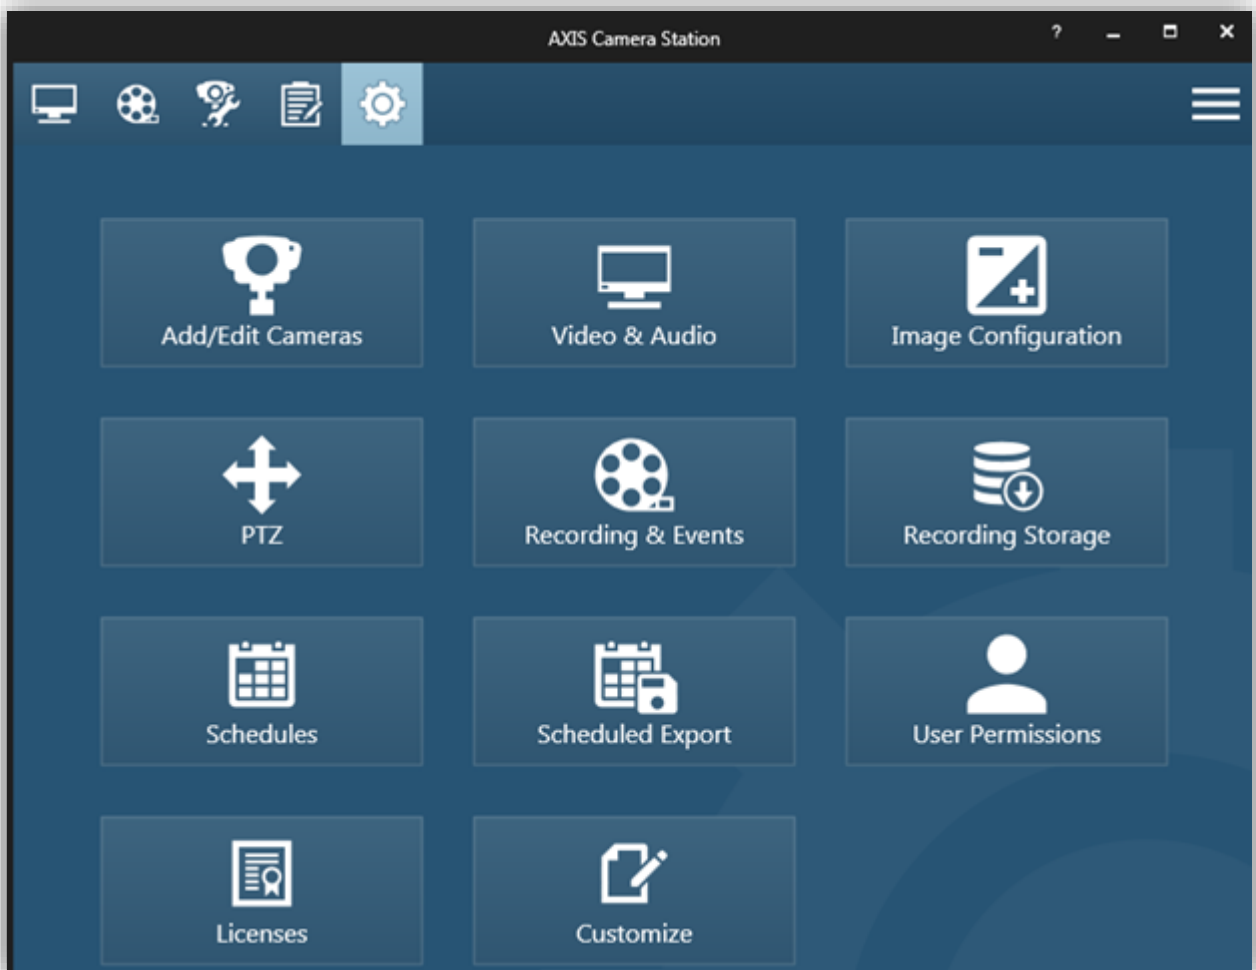 AXIS Camera Station
?
Add/Edit Cameras
Video & Audio
Image Configuration
PTZ
Recording & Events
Recording Storage
Schedules
Scheduled Export
User Permissions
Licenses
Customize